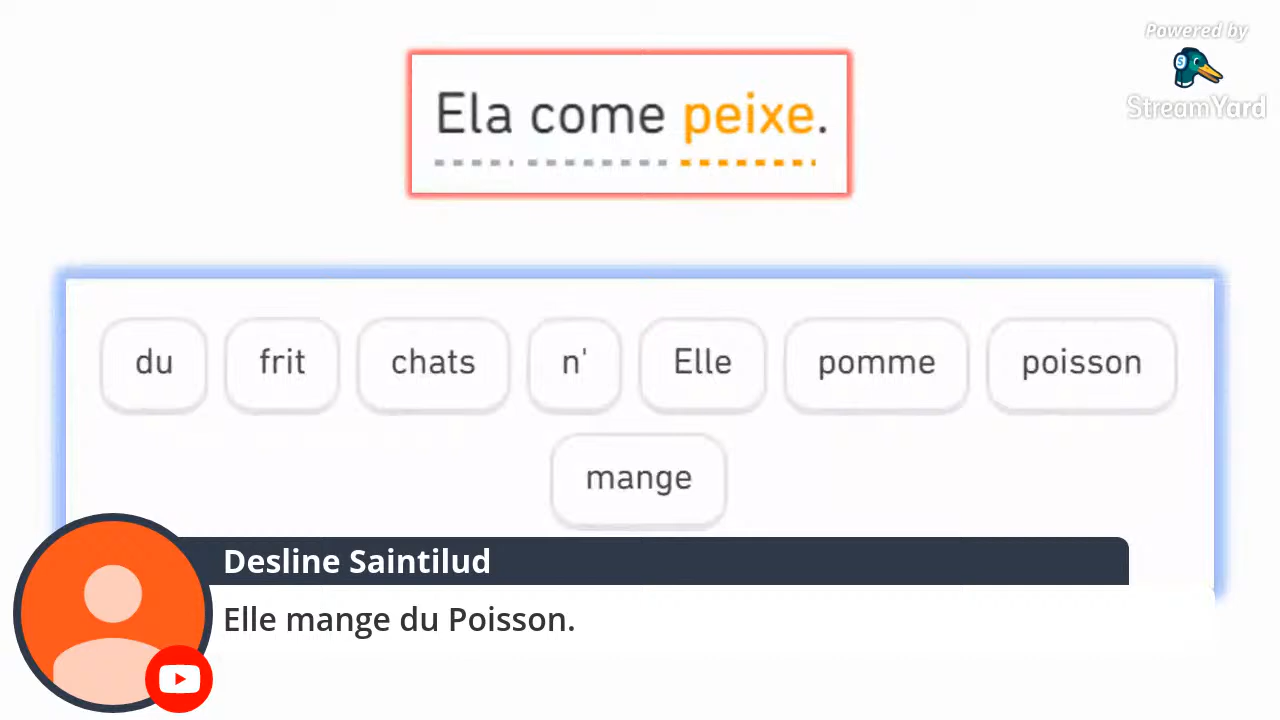 Powered by
StreamYard
Ela come peixe.
du frit chats n' Elle pomme poisson
mange
Desline Saintilud
Elle mange du Poisson.